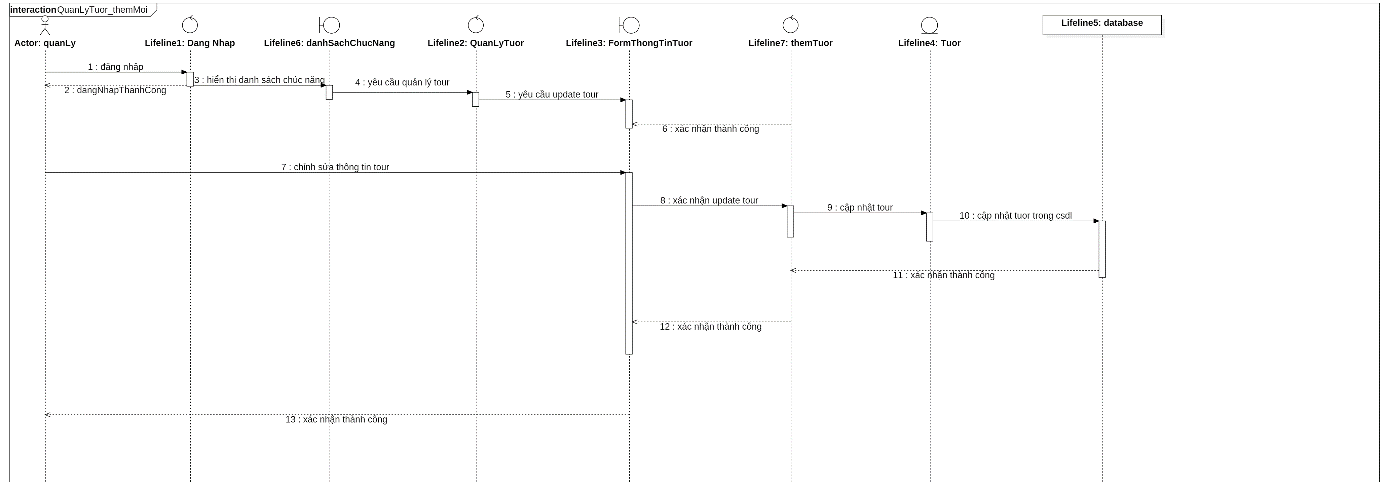 interaction QuanLyTuor_themMoi
Actor: quanLy
Lifeline1: Dang Nhap
Lifeline6: danhSachChucNang
Lifeline2: QuanLyTuor
Lifeline3: FormThongTinTuor
Lifeline7: themTuor
Lifeline4: Tuor
Lifeline5: database
1 : đăng nhập
2 : dangNhapThanhCong
3 : hiển thi danh sách chúc năng
4 : yêu cầu quản lý tour
5 : yêu cầu update tour
6 : xác nhận thành công
7 : chỉnh sửa thông tin tour
8 : xác nhận update tour
9 : cập nhật tour
10 : cập nhật tuor trong csdl
11 : xác nhận thành công
12 : xác nhận thành công
13 : xác nhận thành công